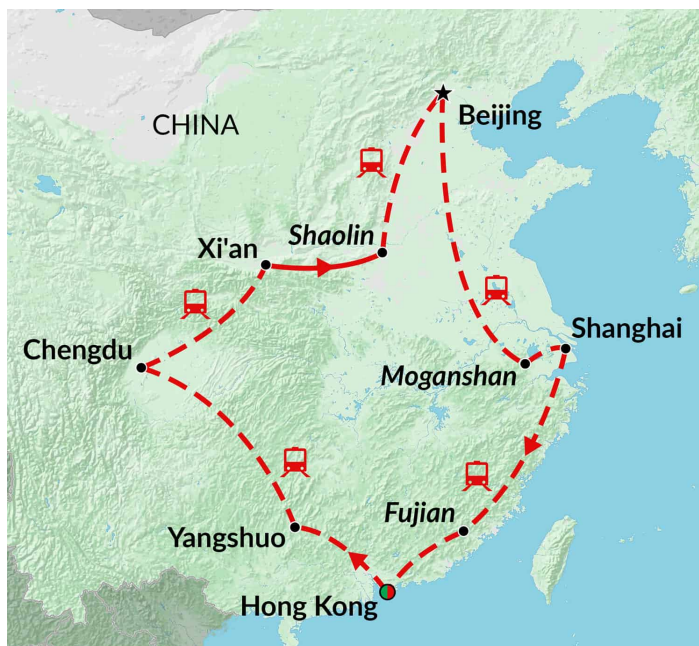 Beijing
CHINA
Shaolin
Xi'an
Shanghai
Chengdu
Moganshan
Fujian
Yangshuo
Hong Kong